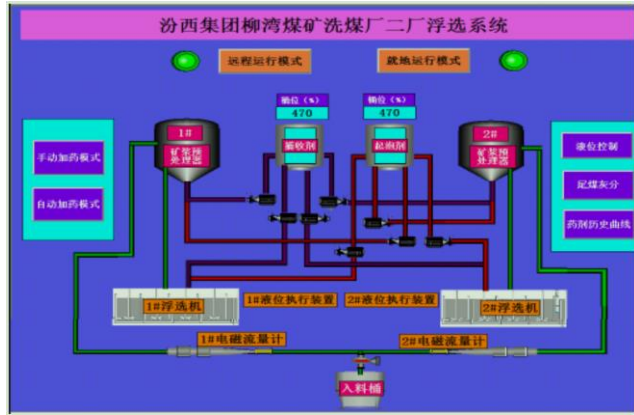 汾西集团柳湾煤矿洗煤厂二厂浮选系统
远程运行模式
就地运行模式
药位（%）
470
药位（%）
470
1#
矿浆预
处理器
捕收剂
起泡剂
2#
矿浆预
处理器
手动加药模式
自动加药模式
液位控制
尾煤灰分
药剂历史曲线
1#浮选机
1#液位执行装置
2#液位执行装置
2#浮选机
1#电磁流量计
2#电磁流量计
入料桶